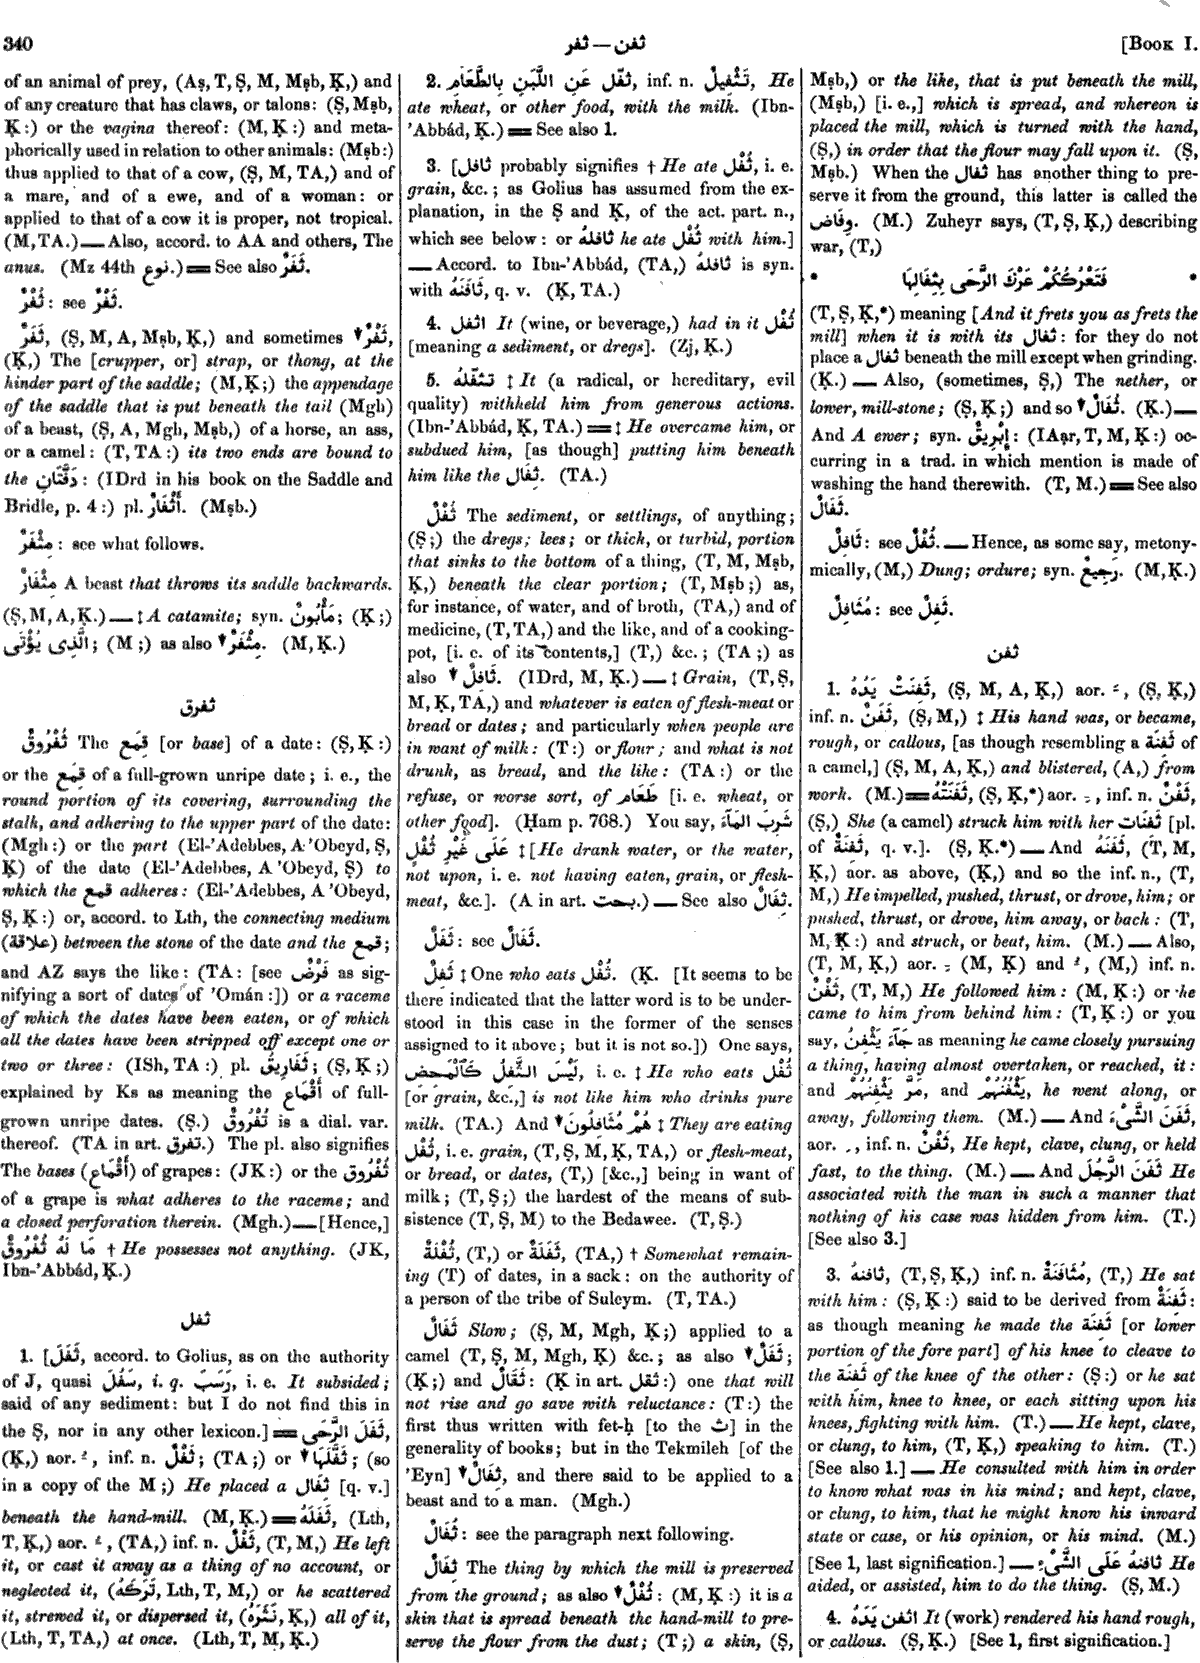 340
ثفن — ثفر
[BOOK I.
of an animal of prey, (Aṣ, T, Ṣ, M, Mṣb, Ḳ,) and
of any creature that has claws, or talons: (Ṣ, Mṣb,
Ḳ:) or the vagina thereof: (M, Ḳ:) and meta-
phorically used in relation to other animals: (Mṣb:)
thus applied to that of a cow, (Ṣ, M, TA,) and of
a mare, and of a ewe, and of a woman: or
applied to that of a cow it is proper, not tropical.
(M, TA.) — Also, accord. to AA and others, The
anus. (Mz 44th نوع.) = See also ثَفَرٌ.
ثُفْرٌ: see ثَفْرٌ.
ثَفَرٌ, (Ṣ, M, A, Mṣb, Ḳ,) and sometimes ▼ ثَفْرٌ,
(Ḳ,) The [crupper, or] strap, or thong, at the
hinder part of the saddle; (M, Ḳ;) the appendage
of the saddle that is put beneath the tail (Mgh)
of a beast, (Ṣ, A, Mgh, Mṣb,) of a horse, an ass,
or a camel: (T, TA:) its two ends are bound to
the دَفَّتَانِ: (IDrd in his book on the Saddle and
Bridle, p. 4:) pl. أَثْفَارٌ. (Mṣb.)
مِثْفَرٌ: see what follows.
مِثْفَارٌ A beast that throws its saddle backwards.
(Ṣ, M, A, Ḳ.) — ‡ A catamite; syn. مَأْبُونٌ; (Ḳ;)
الَّذِى يُؤْتَى; (M;) as also ▼ مِثْفَرٌ. (M, Ḳ.)
ثفرق
ثُفْرُوقٌ The قِمَع [or base] of a date: (Ṣ, Ḳ:)
or the قِمَع of a full-grown unripe date; i. e., the
round portion of its covering, surrounding the
stalk, and adhering to the upper part of the date:
(Mgh:) or the part (El-'Adebbes, A 'Obeyd, Ṣ,
Ḳ) of the date (El-'Adebbes, A 'Obeyd, Ṣ) to
which the قمع adheres: (El-'Adebbes, A 'Obeyd,
Ṣ, Ḳ:) or, accord. to Lth, the connecting medium
(علاقة) between the stone of the date and the قمع;
and AZ says the like: (TA: [see فَرْضٌ as sig-
nifying a sort of dates of 'Omán:]) or a raceme
of which the dates have been eaten, or of which
all the dates have been stripped off except one or
two or three: (ISh, TA:) pl. ثَفَارِيقُ; (Ṣ, Ḳ;)
explained by Ks as meaning the أَقْمَاع of full-
grown unripe dates. (Ṣ.) تُفْرُوقٌ is a dial. var.
thereof. (TA in art. تفرق.) The pl. also signifies
The bases (أَقْمَاع) of grapes: (JK:) or the ثُفْرُوق
of a grape is what adheres to the raceme; and
a closed perforation therein. (Mgh.) — [Hence,]
مَا لَهُ ثُفْرُوقٌ † He possesses not anything. (JK,
Ibn-'Abbád, Ḳ.)
ثفل
1. [ثَفَلَ, accord. to Golius, as on the authority
of J, quasi سَفَلَ, i. q. رَسَبَ, i. e. It subsided;
said of any sediment: but I do not find this in
the Ṣ, nor in any other lexicon.] = ثَفَلَ الرَّحَى,
(Ḳ,) aor. ـُ, inf. n. ثَفْلٌ; (TA;) or ▼ ثَفَّلَهَا; (so
in a copy of the M;) He placed a ثِفَال [q. v.]
beneath the hand-mill. (M, Ḳ.) = ثَفَلَهُ, (Lth,
T, Ḳ,) aor. ـُ, (TA,) inf. n. ثَفْلٌ, (T, M,) He left
it, or cast it away as a thing of no account, or
neglected it, (تَرَكَهُ, Lth, T, M,) or he scattered
it, strewed it, or dispersed it, (نَثَرَهُ, Ḳ,) all of it,
(Lth, T, TA,) at once. (Lth, T, M, Ḳ.)
2. ثفّل عَنِ اللَّبَنِ بِالطَّعَامِ, inf. n. تَثْفِيلٌ, He
ate wheat, or other food, with the milk. (Ibn-
'Abbád, Ḳ.) = See also 1.
3. [ثافل probably signifies † He ate ثُفْل, i. e.
grain, &c.; as Golius has assumed from the ex-
planation, in the Ṣ and Ḳ, of the act. part. n.,
which see below: or ثافلهُ he ate ثُفْل with him.]
— Accord. to Ibn-'Abbád, (TA,) ثافلهُ is syn.
with ثَافَنَهُ, q. v. (Ḳ, TA.)
4. اثفل It (wine, or beverage,) had in it ثُفْل
[meaning a sediment, or dregs]. (Zj, Ḳ.)
5. تثفّلهُ ‡ It (a radical, or hereditary, evil
quality) withheld him from generous actions.
(Ibn-'Abbád, Ḳ, TA.) = ‡ He overcame him, or
subdued him, [as though] putting him beneath
him like the ثِفَال. (TA.)
ثُفْلٌ The sediment, or settlings, of anything;
(Ṣ;) the dregs; lees; or thick, or turbid, portion
that sinks to the bottom of a thing, (T, M, Mṣb,
Ḳ,) beneath the clear portion; (T, Mṣb;) as,
for instance, of water, and of broth, (TA,) and of
medicine, (T, TA,) and the like, and of a cooking-
pot, [i. e. of its contents,] (T,) &c.; (TA;) as
also ▼ ثَافِلٌ. (IDrd, M, Ḳ.) — ‡ Grain, (T, Ṣ,
M, Ḳ, TA,) and whatever is eaten of flesh-meat or
bread or dates; and particularly when people are
in want of milk: (T:) or flour; and what is not
drunk, as bread, and the like: (TA:) or the
refuse, or worse sort, of طَعَام [i. e. wheat, or
other food]. (Ḥam p. 768.) You say, شَرِبَ المَآءَ
عَلَى غَيْرِ ثُفْلٍ ‡ [He drank water, or the water,
not upon, i. e. not having eaten, grain, or flesh-
meat, &c.]. (A in art. بحت.) — See also ثِفَالٌ.
ثَفَلٌ: see ثَفَالٌ.
ثَفِلٌ ‡ One who eats ثُفْل. (Ḳ. [It seems to be
there indicated that the latter word is to be under-
stood in this case in the former of the senses
assigned to it above; but it is not so.]) One says,
لَيْسَ الثَّفِلُ كَالْمَحِضِ, i. e. ‡ He who eats ثُفْل
[or grain, &c.,] is not like him who drinks pure
milk. (TA.) And ▼ هُمْ مُثَافِلُونَ ‡ They are eating
ثُفْل, i. e. grain, (T, Ṣ, M, Ḳ, TA,) or flesh-meat,
or bread, or dates, (T,) [&c.,] being in want of
milk; (T, Ṣ;) the hardest of the means of sub-
sistence (T, Ṣ, M) to the Bedawee. (T, Ṣ.)
ثُفْلَةٌ, (T,) or ثَفَلَةٌ, (TA,) † Somewhat remain-
ing (T) of dates, in a sack: on the authority of
a person of the tribe of Suleym. (T, TA.)
ثَفَالٌ Slow; (Ṣ, M, Mgh, Ḳ;) applied to a
camel (T, Ṣ, M, Mgh, Ḳ) &c.; as also ▼ ثَفَلٌ;
(Ḳ;) and ثَقَالٌ: (Ḳ in art. ثقل:) one that will
not rise and go save with reluctance: (T:) the
first thus written with fet-ḥ [to the ث] in the
generality of books; but in the Tekmileh [of the
'Eyn] ▼ ثِفَالٌ, and there said to be applied to a
beast and to a man. (Mgh.)
ثُفَالٌ: see the paragraph next following.
ثِفَالٌ The thing by which the mill is preserved
from the ground; as also ▼ ثُفْلٌ: (M, Ḳ:) it is a
skin that is spread beneath the hand-mill to pre-
serve the flour from the dust; (T;) a skin, (Ṣ,
Mṣb,) or the like, that is put beneath the mill,
(Mṣb,) [i. e.,] which is spread, and whereon is
placed the mill, which is turned with the hand,
(Ṣ,) in order that the flour may fall upon it. (Ṣ,
Mṣb.) When the ثفال has another thing to pre-
serve it from the ground, this latter is called the
وِفَاض. (M.) Zuheyr says, (T, Ṣ, Ḳ,) describing
war, (T,)
* فَتَعْرُكُكُمْ عَرْكَ الرَّحَى بِثِفَالِهَا *
(T, Ṣ, Ḳ,*) meaning [And it frets you as frets the
mill] when it is with its ثفال: for they do not
place a ثفال beneath the mill except when grinding.
(Ḳ.) — Also, (sometimes, Ṣ,) The nether, or
lower, mill-stone; (Ṣ, Ḳ;) and so ▼ ثُفَالٌ. (Ḳ.) —
And A ewer; syn. إِبْرِيقٌ: (IAạr, T, M, Ḳ:) oc-
curring in a trad. in which mention is made of
washing the hand therewith. (T, M.) = See also
ثَفَالٌ.
ثَافِلٌ: see ثُفْلٌ. — Hence, as some say, metony-
mically, (M,) Dung; ordure; syn. رَجِيعٌ. (M, Ḳ.)
مُثَافِلٌ: see ثَفِلٌ.
ثفن
1. ثَفِنَتْ يَدُهُ, (Ṣ, M, A, Ḳ,) aor. ـَ, (Ṣ, Ḳ,)
inf. n. ثَفَنٌ, (Ṣ, M,) ‡ His hand was, or became,
rough, or callous, [as though resembling a ثَفِنَة of
a camel,] (Ṣ, M, A, Ḳ,) and blistered, (A,) from
work. (M.) = ثَفَنَتْهُ, (Ṣ, Ḳ,*) aor. ـِ, inf. n. ثَفْنٌ,
(Ṣ,) She (a camel) struck him with her ثَفِنَات [pl.
of ثَفِنَةٌ, q. v.]. (Ṣ, Ḳ.*) — And ثَفَنَهُ, (T, M,
Ḳ,) aor. as above, (Ḳ,) and so the inf. n., (T,
M,) He impelled, pushed, thrust, or drove, him; or
pushed, thrust, or drove, him away, or back: (T,
M, Ḳ:) and struck, or beat, him. (M.) — Also,
(T, M, Ḳ,) aor. ـِ (M, Ḳ) and ـُ, (M,) inf. n.
ثَفْنٌ, (T, M,) He followed him: (M, Ḳ:) or he
came to him from behind him: (T, Ḳ:) or you
say, جَآءَ يَثْفِنُ as meaning he came closely pursuing
a thing, having almost overtaken, or reached, it:
and مَرَّ يَثْفِنُهُمْ, and يَثْفُنُهُمْ, he went along, or
away, following them. (M.) — And ثَفَنَ الشَّىْءَ,
aor. ـِ, inf. n. ثَفْنٌ, He kept, clave, clung, or held
fast, to the thing. (M.) — And ثَفَنَ الرَّجُلَ He
associated with the man in such a manner that
nothing of his case was hidden from him. (T.)
[See also 3.]
3. ثافنهُ, (T, Ṣ, Ḳ,) inf. n. مُثَافَنَةٌ, (T,) He sat
with him: (Ṣ, Ḳ:) said to be derived from ثَفِنَةٌ:
as though meaning he made the ثَفِنَة [or lower
portion of the fore part] of his knee to cleave to
the ثَفِنَة of the knee of the other: (Ṣ:) or he sat
with him, knee to knee, or each sitting upon his
knees, fighting with him. (T.) — He kept, clave,
or clung, to him, (T, Ḳ,) speaking to him. (T.)
[See also 1.] — He consulted with him in order
to know what was in his mind; and kept, clave,
or clung, to him, that he might know his inward
state or case, or his opinion, or his mind. (M.)
[See 1, last signification.] — ثافنهُ عَلَى الشَّىْءِ He
aided, or assisted, him to do the thing. (Ṣ, M.)
4. اثفن يَدَهُ It (work) rendered his hand rough,
or callous. (Ṣ, Ḳ.) [See 1, first signification.]